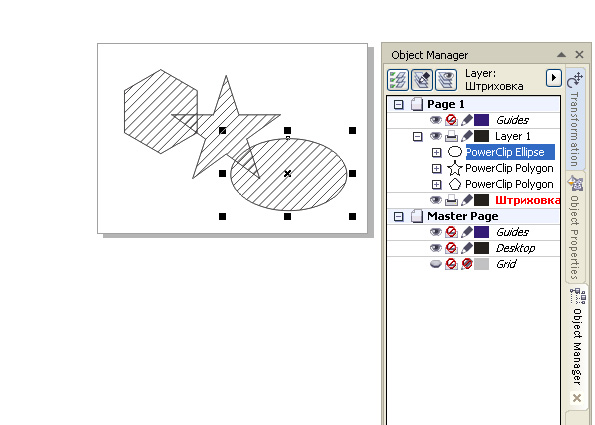 Object Manager
Layer:
Штриховка
Page 1
Guides
Layer 1
PowerClip Ellipse
PowerClip Polygon
PowerClip Polygon
Штриховка
Master Page
Guides
Desktop
Grid
Transformation
Object Properties
Object Manager